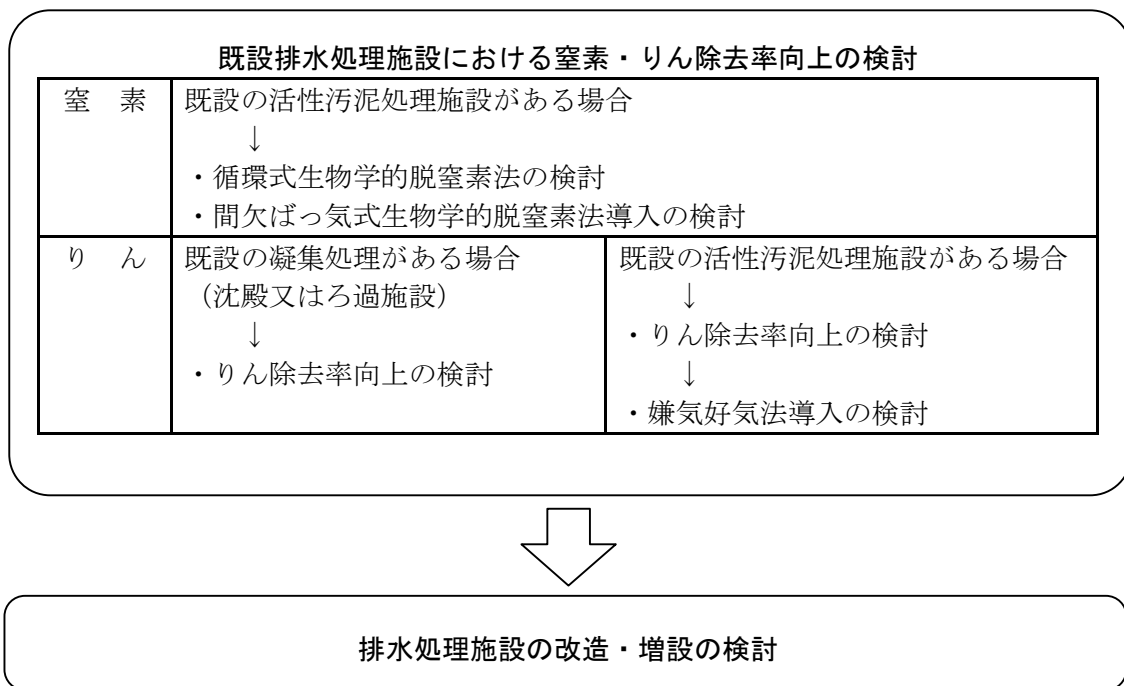 既設排水処理施設における窒素・りん除去率向上の検討
窒　素
既設の活性汚泥処理施設がある場合
↓
・循環式生物学的脱窒素法の検討
・間欠ばっ気式生物学的脱窒素法導入の検討
り　ん
既設の凝集処理がある場合
（沈殿又はろ過施設）
↓
・りん除去率向上の検討
既設の活性汚泥処理施設がある場合
↓
・りん除去率向上の検討
↓
・嫌気好気法導入の検討
排水処理施設の改造・増設の検討